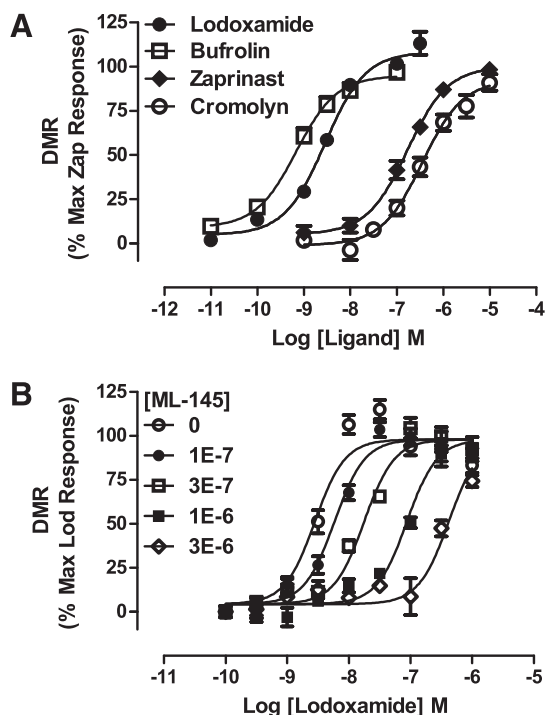 A
Lodoxamide
Bufrolin
Zaprinast
Cromolyn
DMR
(% Max Zap Response)
125
100
75
50
25
0
-12 -11 -10 -9 -8 -7 -6 -5 -4
Log [Ligand] M
B
[ML-145]
0
1E-7
3E-7
1E-6
3E-6
DMR
(% Max Lod Response)
125
100
75
50
25
0
-11 -10 -9 -8 -7 -6 -5
Log [Lodoxamide] M